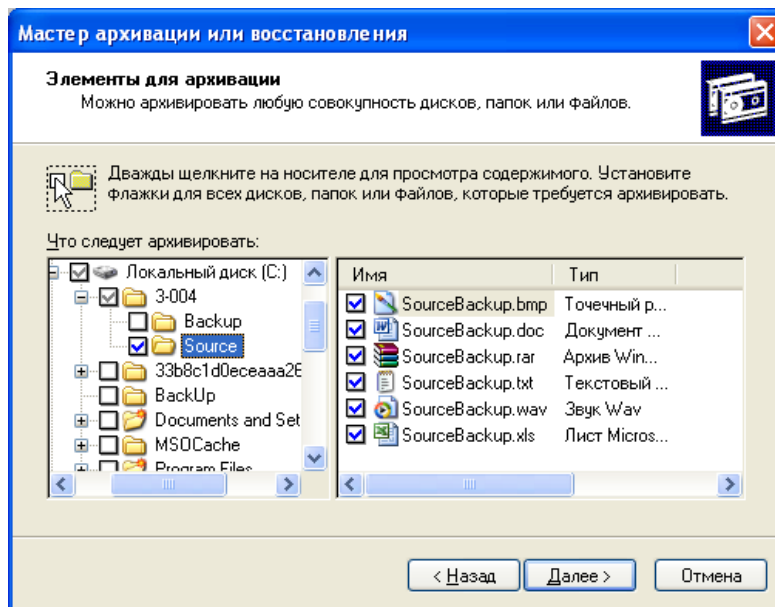 Мастер архивации или восстановления
Элементы для архивации
Можно архивировать любую совокупность дисков, папок или файлов.
Дважды щелкните на носителе для просмотра содержимого. Установите
флажки для всех дисков, папок или файлов, которые требуется архивировать.
Что следует архивировать:
Локальный диск (C:)
3-004
Backup
Source
33b8c1d0eceaaa26
BackUp
Documents and Set
MSOCache
Program Files
Имя Тип
SourceBackup.bmp Точечный р...
SourceBackup.doc Документ ...
SourceBackup.rar Архив Win...
SourceBackup.txt Текстовый ...
SourceBackup.wav Звук Wav
SourceBackup.xls Лист Micros...
< Назад Далее > Отмена